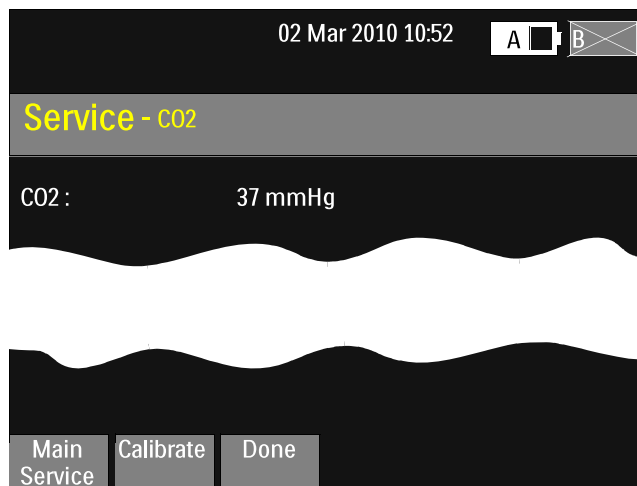 02 Mar 2010 10:52 A B
Service - CO2
CO2 : 37 mmHg
Main Calibrate Done
Service